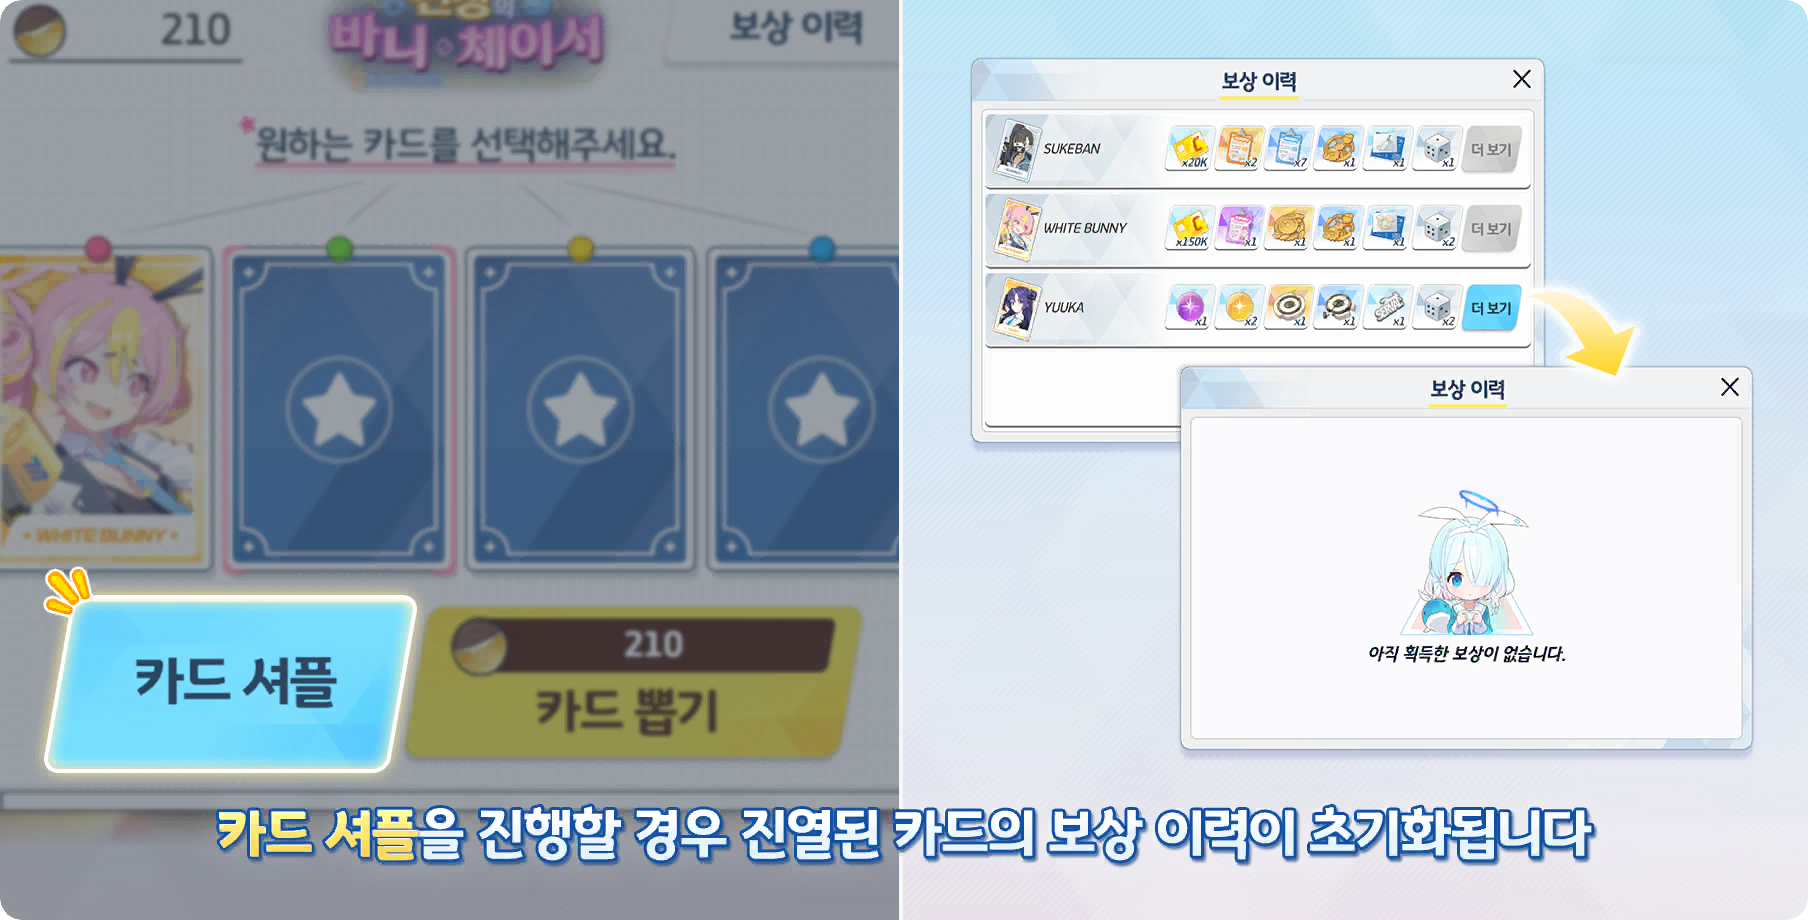 210
바니 체이서
보상 이력
원하는 카드를 선택해주세요.
WHITE BUNNY
카드 셔플
210
카드 뽑기
보상 이력
SUKEBAN
x20K
x2
x7
x1
x1
x1
더 보기
WHITE BUNNY
x150K
x1
x1
x1
x1
x2
더 보기
YUUKA
x1
x2
x1
x1
SERIAL
x1
x2
더 보기
보상 이력
아직 획득한 보상이 없습니다.
카드 셔플을 진행할 경우 진열된 카드의 보상 이력이 초기화됩니다